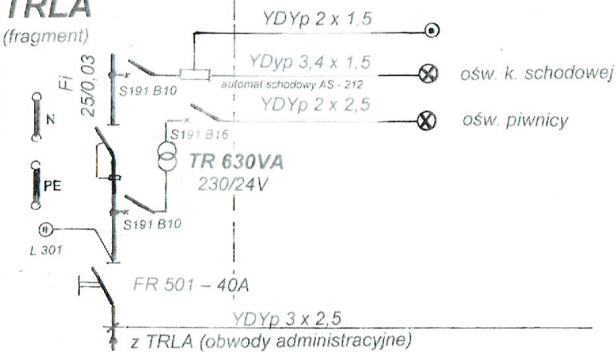 TRLA
(fragment)
YDYp 2 x 1,5
YDyp 3,4 x 1,5
ośw. k. schodowej
Fi
25/0,03
S191 B10
automat schodowy AS - 212
YDYp 2 x 2,5
ośw. piwnicy
N
S191 B16
TR 630VA
230/24V
PE
S191 B10
L 301
FR 501 – 40A
YDYp 3 x 2,5
z TRLA (obwody administracyjne)